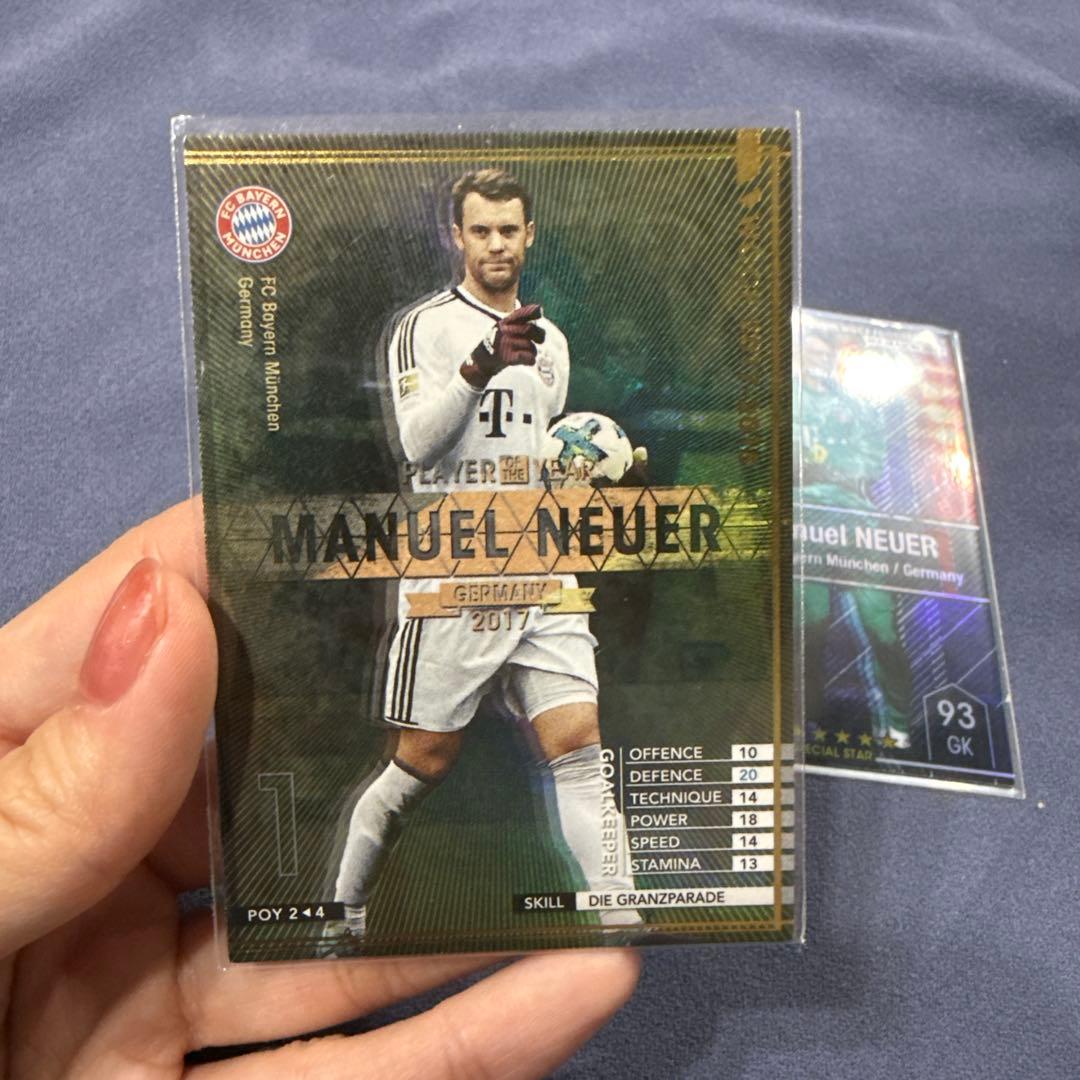 FC BAYERN
MÜNCHEN
FC Bayern München
Germany
T
PLAYER OF THE YEAR
MANUEL NEUER
GERMANY
2017
1
GOALKEEPER
OFFENCE 10
DEFENCE 20
TECHNIQUE 14
POWER 18
SPEED 14
STAMINA 13
SKILL DIE GRANZPARADE
POY 2◄4
NEUER
München / Germany
93
GK
STAR